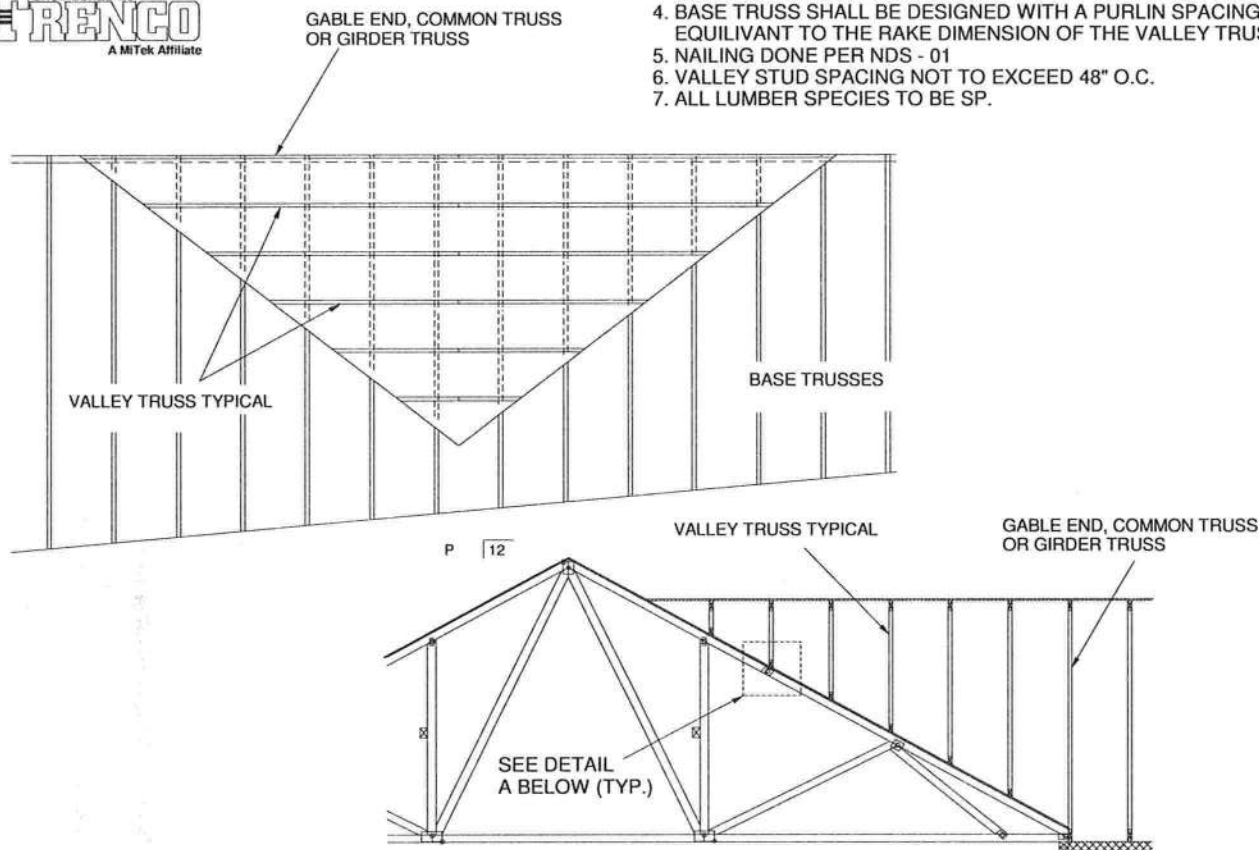 TRENCO
A MiTek Affiliate
GABLE END, COMMON TRUSS
OR GIRDER TRUSS
4. BASE TRUSS SHALL BE DESIGNED WITH A PURLIN SPACING
EQUILIVANT TO THE RAKE DIMENSION OF THE VALLEY
5. NAILING DONE PER NDS - 01
6. VALLEY STUD SPACING NOT TO EXCEED 48" O.C.
7. ALL LUMBER SPECIES TO BE SP.
VALLEY TRUSS TYPICAL
BASE TRUSSES
P 12
VALLEY TRUSS TYPICAL
GABLE END, COMMON TRUSS
OR GIRDER TRUSS
SEE DETAIL
A BELOW (TYP.)